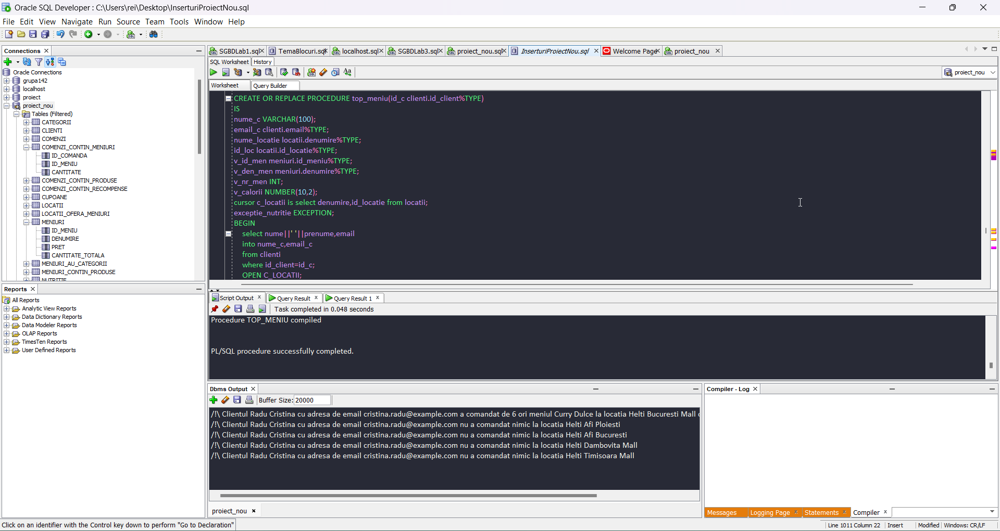 Oracle SQL Developer : C:\Users\rei\Desktop\InserturiProiectNou.sql
File Edit View Navigate Run Source Team Tools Window Help
Connections
Oracle Connections
grupa142
localhost
proiect
proiect_nou
Tables (Filtered)
CATEGORII
CLIENTI
COMENZI
COMENZI_CONTIN_MENIURI
ID_COMANDA
ID_MENIU
CANTITATE
COMENZI_CONTIN_PRODUSE
COMENZI_CONTIN_RECOMPENSE
CUPOANE
LOCATII
LOCATII_OFERA_MENIURI
MENIURI
ID_MENIU
DENUMIRE
PRET
CANTITATE_TOTALA
MENIURI_AU_CATEGORII
MENIURI_CONTIN_PRODUSE
NUTRITIE
Reports
All Reports
Analytic View Reports
Data Dictionary Reports
Data Modeler Reports
OLAP Reports
TimesTen Reports
User Defined Reports
SGBDLab1.sql TemaBlocuri.sql localhost.sql SGBDLab3.sql proiect_nou.sql InserturiProiectNou.sql Welcome Page proiect_nou
SQL Worksheet History
proiect_nou
Worksheet Query Builder
CREATE OR REPLACE PROCEDURE top_meniu(id_c clienti.id_client%TYPE)
IS
nume_c VARCHAR(100);
email_c clienti.email%TYPE;
nume_locatie locatii.denumire%TYPE;
id_loc locatii.id_locatie%TYPE;
v_id_men meniuri.id_meniu%TYPE;
v_den_men meniuri.denumire%TYPE;
v_nr_men INT;
v_calorii NUMBER(10,2);
cursor c_locatii is select denumire,id_locatie from locatii;
exceptie_nutritie EXCEPTION;
BEGIN
select nume||' '||prenume,email
into nume_c,email_c
from clienti
where id_client=id_c;
OPEN C_LOCATII;
Script Output Query Result Query Result 1
Task completed in 0.048 seconds
Procedure TOP_MENIU compiled
PL/SQL procedure successfully completed.
Dbms Output
Buffer Size: 20000
/!\ Clientul Radu Cristina cu adresa de email cristina.radu@example.com a comandat de 6 ori meniul Curry Dulce la locatia Helti Bucuresti Mall
/!\ Clientul Radu Cristina cu adresa de email cristina.radu@example.com nu a comandat nimic la locatia Helti Afi Ploiesti
/!\ Clientul Radu Cristina cu adresa de email cristina.radu@example.com nu a comandat nimic la locatia Helti Afi Bucuresti
/!\ Clientul Radu Cristina cu adresa de email cristina.radu@example.com nu a comandat nimic la locatia Helti Dambovita Mall
/!\ Clientul Radu Cristina cu adresa de email cristina.radu@example.com nu a comandat nimic la locatia Helti Timisoara Mall
proiect_nou
Compiler - Log
Messages Logging Page Statements Compiler
Click on an identifier with the Control key down to perform "Go to Declaration"
Line 1011 Column 22 Insert Modified Windows: CR/LF